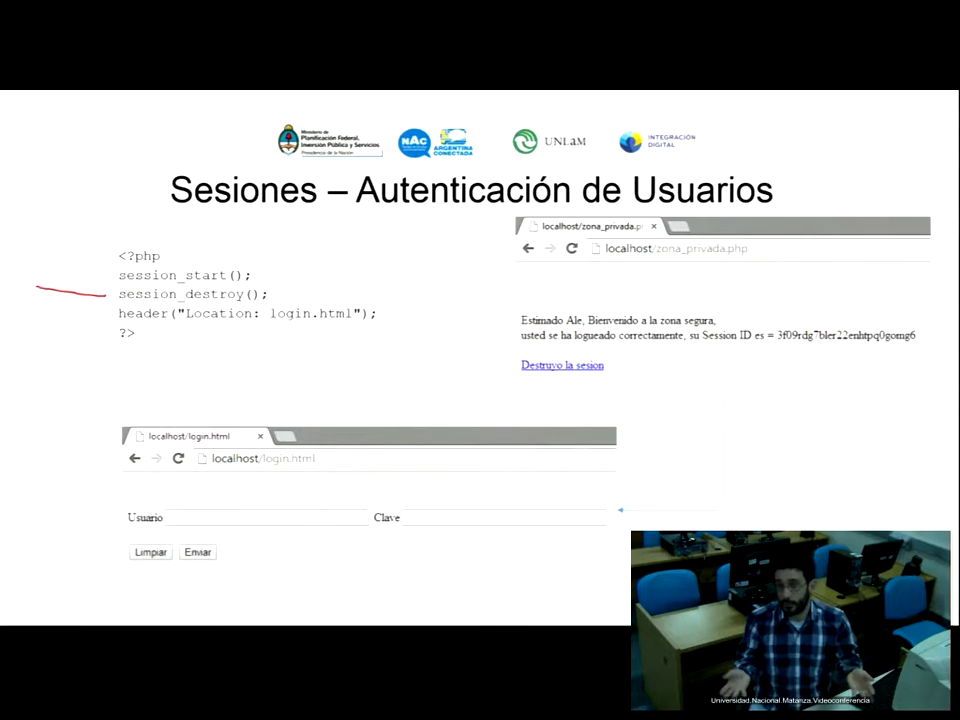 Ministerio de
Planificación Federal,
Inversión Pública y Servicios
Presidencia de la Nación
NAC
ARGENTINA
CONECTADA
UNLaM
INTEGRACIÓN
DIGITAL
Sesiones – Autenticación de Usuarios
<?php
session_start();
session_destroy();
header("Location: login.html");
?>
localhost/zona_privada.p
localhost/zona_privada.php
Estimado Ale, Bienvenido a la zona segura,
usted se ha logueado correctamente, su Session ID es = 3f09rdg7bler22enhtpq0gomg6
Destruyo la sesion
localhost/login.html
localhost/login.html
Usuario Clave
Limpiar Enviar
Universidad.Nacional.Matanza.Videoconferencia